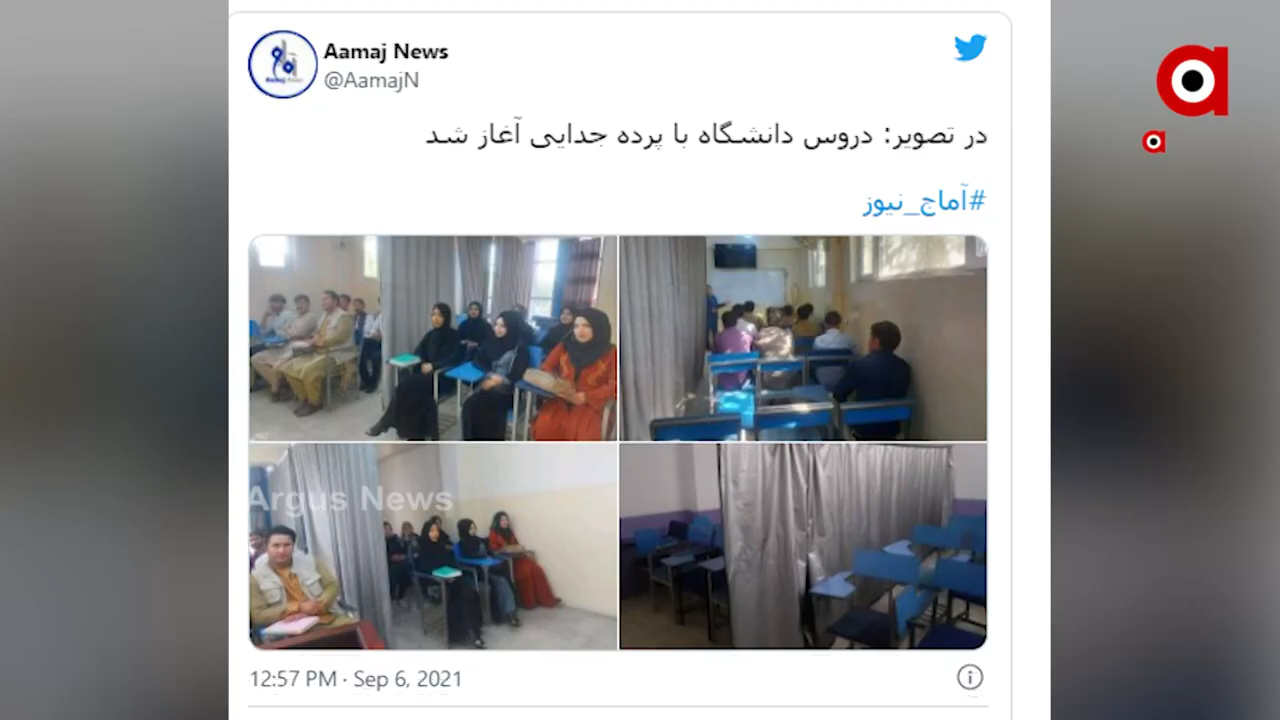 Aamaj News
@AamajN
در تصویر: دروس دانشگاه با پرده جدایی آغاز شد
#آماج_نیوز
Argus News
12:57 PM · Sep 6, 2021